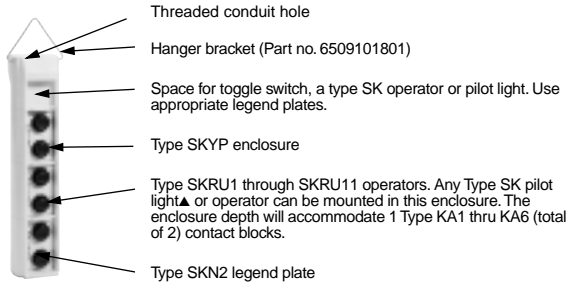 Threaded conduit hole
Hanger bracket (Part no. 6509101801)
Space for toggle switch, a type SK operator or pilot light. Use
appropriate legend plates.
Type SKYP enclosure
Type SKRU1 through SKRU11 operators. Any Type SK pilot
light▲ or operator can be mounted in this enclosure. The
enclosure depth will accommodate 1 Type KA1 thru KA6 (total
of 2) contact blocks.
Type SKN2 legend plate